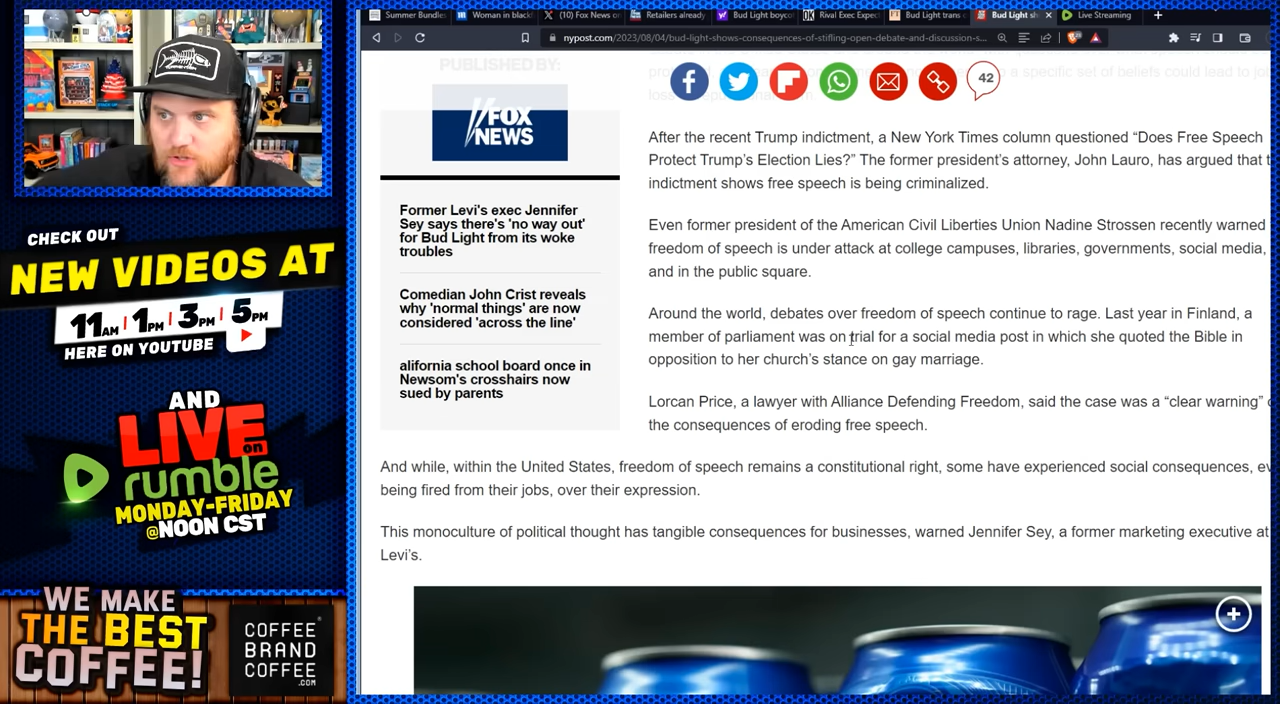 Summer Bundles
Woman in black
(10) Fox News on
Retailers already
Bud Light boyco
Rival Exec Expect
Bud Light trans
Bud Light sh
Live Streaming
nypost.com/2023/08/04/bud-light-shows-consequences-of-stifling-open-debate-and-discussion-s...
PUBLISHED BY:
FOX
NEWS
42
a specific set of beliefs could lead to
After the recent Trump indictment, a New York Times column questioned “Does Free Speech
Protect Trump’s Election Lies?” The former president’s attorney, John Lauro, has argued that t
indictment shows free speech is being criminalized.
Even former president of the American Civil Liberties Union Nadine Strossen recently warned
freedom of speech is under attack at college campuses, libraries, governments, social media,
and in the public square.
Around the world, debates over freedom of speech continue to rage. Last year in Finland, a
member of parliament was on trial for a social media post in which she quoted the Bible in
opposition to her church’s stance on gay marriage.
Lorcan Price, a lawyer with Alliance Defending Freedom, said the case was a “clear warning”
the consequences of eroding free speech.
Former Levi's exec Jennifer
Sey says there's 'no way out'
for Bud Light from its woke
troubles
Comedian John Crist reveals
why 'normal things' are now
considered 'across the line'
alifornia school board once in
Newsom's crosshairs now
sued by parents
And while, within the United States, freedom of speech remains a constitutional right, some have experienced social consequences, ev
being fired from their jobs, over their expression.
This monoculture of political thought has tangible consequences for businesses, warned Jennifer Sey, a former marketing executive at
Levi’s.
CHECK OUT
NEW VIDEOS AT
11AM | 1PM | 3PM | 5PM
HERE ON YOUTUBE
AND
LIVE on
rumble
MONDAY-FRIDAY
@NOON CST
WE MAKE
THE BEST
COFFEE!
COFFEE
BRAND
COFFEE
.COM